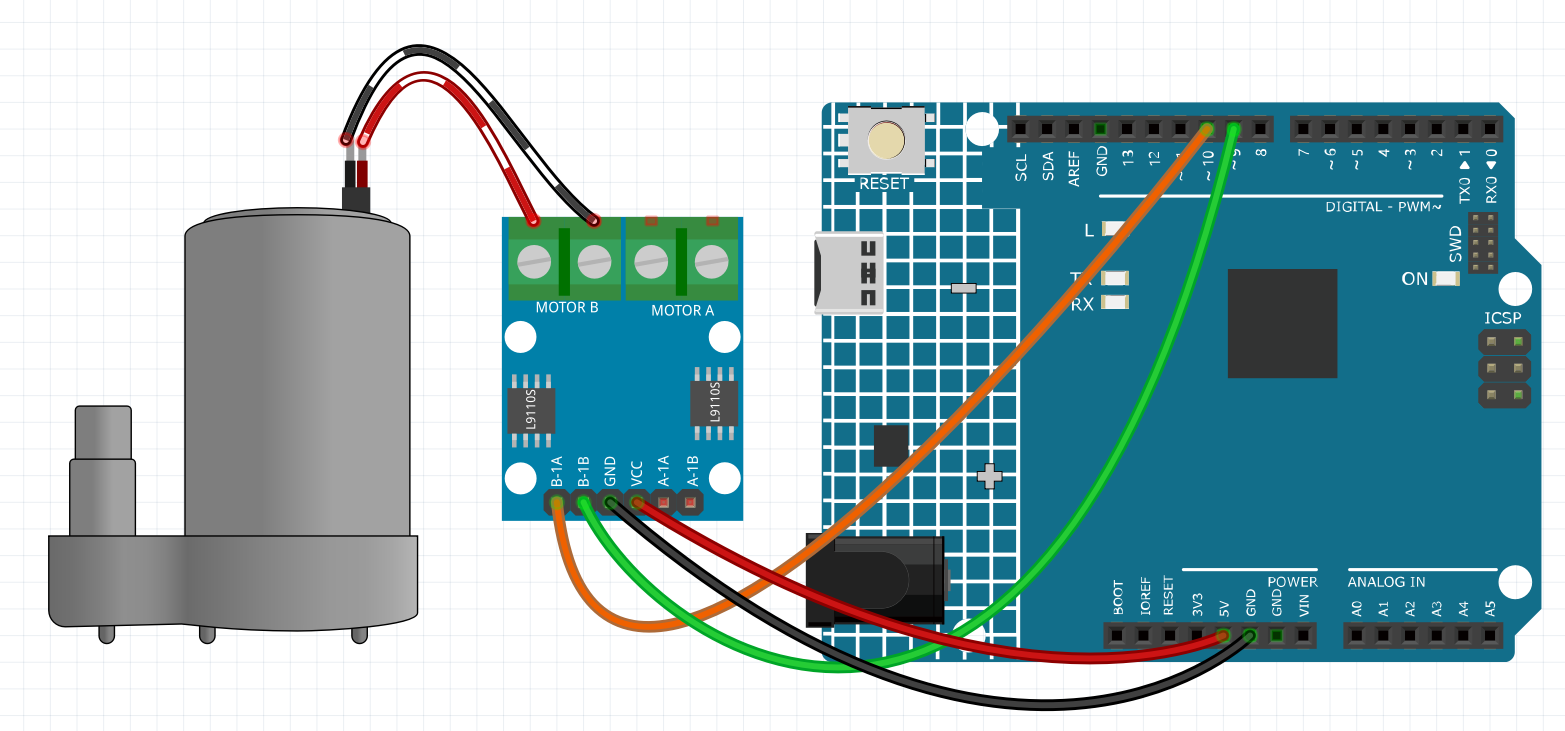 RESET
SCL
SDA
AREF
GND
13
12
~10
~9
8
7
~6
~5
4
~3
2
TX0 ▶ 1
RX0 ◀ 0
DIGITAL - PWM~
L
TX
RX
SWD
ON
ICSP
MOTOR B
MOTOR A
L9110S
L9110S
B-1A
B-1B
GND
VCC
A-1A
A-1B
POWER
ANALOG IN
BOOT
IOREF
RESET
3V3
5V
GND
GND
VIN
A0
A1
A2
A3
A4
A5